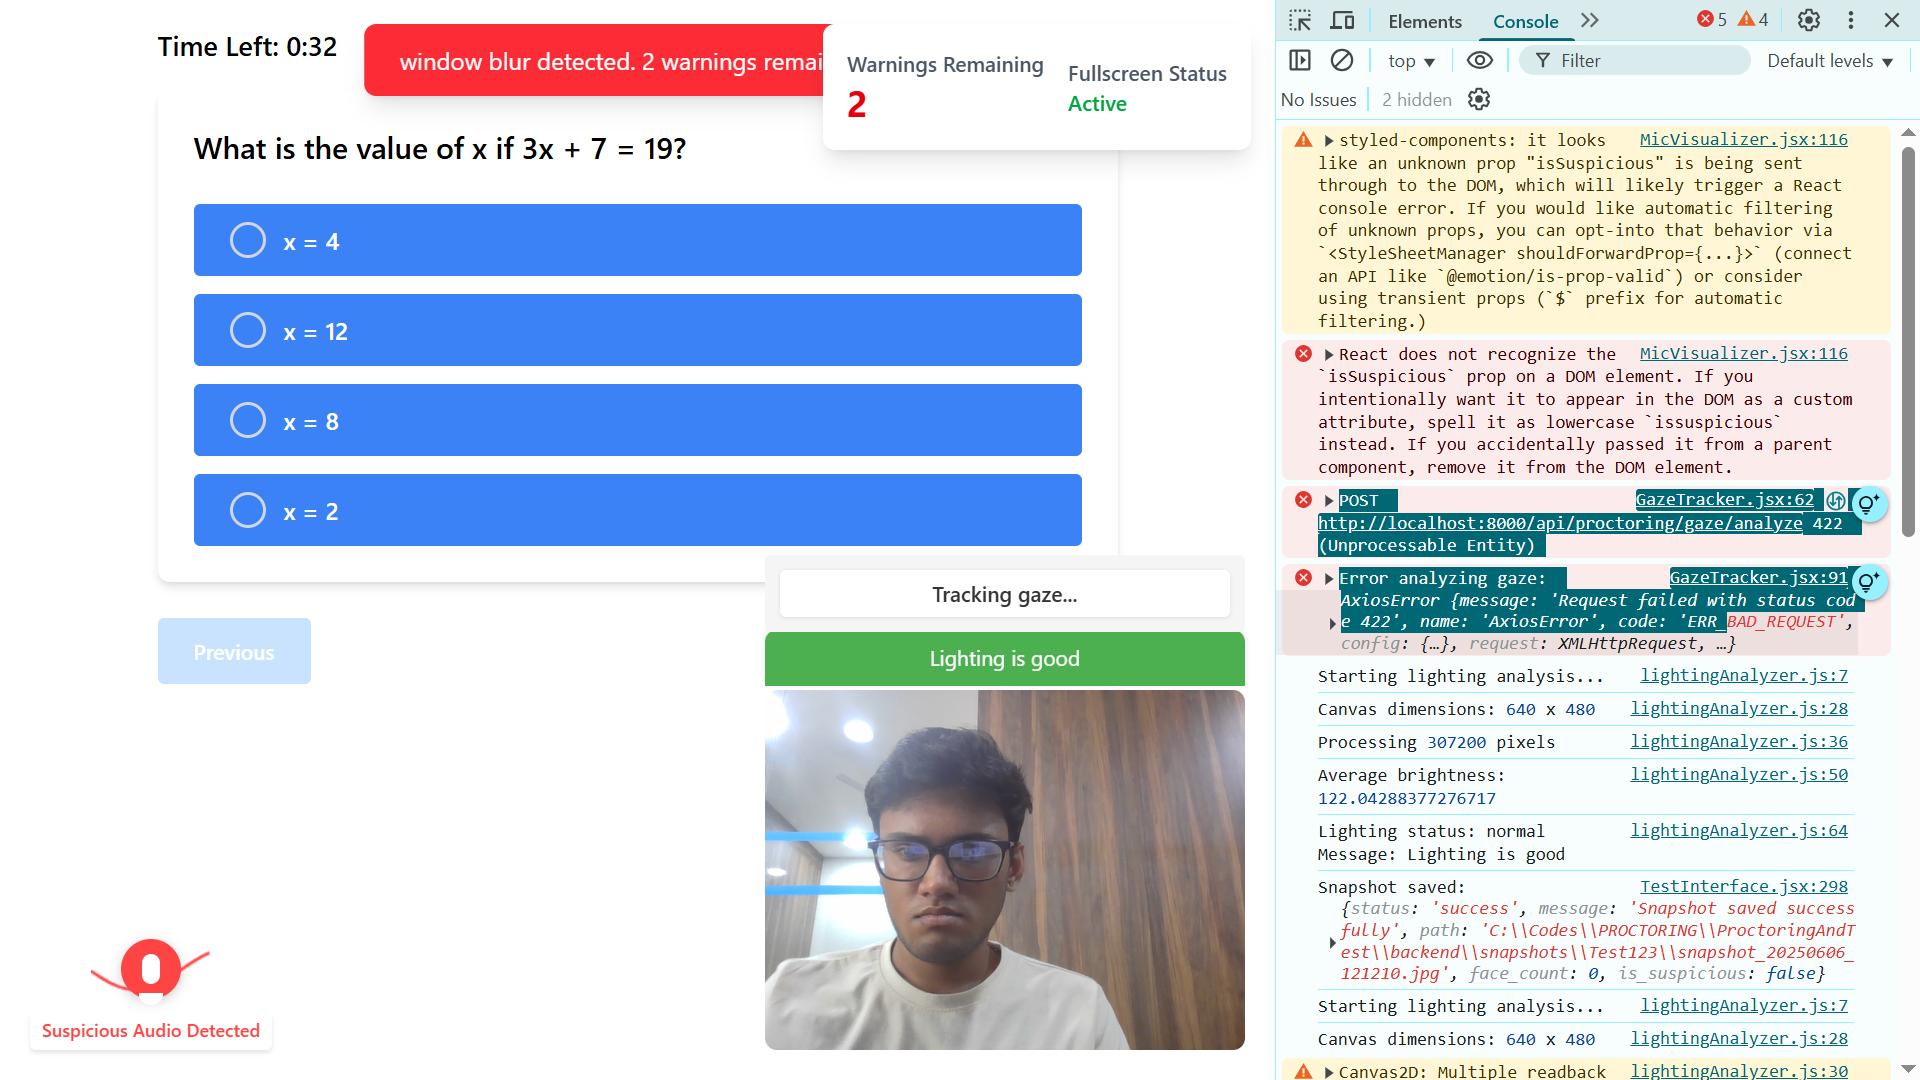 Time Left: 0:32
window blur detected. 2 warnings remai
Warnings Remaining
2
Fullscreen Status
Active
What is the value of x if 3x + 7 = 19?
x = 4
x = 12
x = 8
x = 2
Previous
Tracking gaze...
Lighting is good
Suspicious Audio Detected
Elements
Console
5
4
top
Filter
Default levels
No Issues
2 hidden
styled-components: it looks MicVisualizer.jsx:116
like an unknown prop "isSuspicious" is being sent
through to the DOM, which will likely trigger a React
console error. If you would like automatic filtering
of unknown props, you can opt-into that behavior via
`<StyleSheetManager shouldForwardProp={...}>` (connect
an API like `@emotion/is-prop-valid`) or consider
using transient props (`$` prefix for automatic
filtering.)
React does not recognize the MicVisualizer.jsx:116
`isSuspicious` prop on a DOM element. If you
intentionally want it to appear in the DOM as a custom
attribute, spell it as lowercase `issuspicious`
instead. If you accidentally passed it from a parent
component, remove it from the DOM element.
POST GazeTracker.jsx:62
http://localhost:8000/api/proctoring/gaze/analyze 422
(Unprocessable Entity)
Error analyzing gaze: GazeTracker.jsx:91
AxiosError {message: 'Request failed with status cod
e 422', name: 'AxiosError', code: 'ERR_BAD_REQUEST',
config: {…}, request: XMLHttpRequest, …}
Starting lighting analysis... lightingAnalyzer.js:7
Canvas dimensions: 640 x 480 lightingAnalyzer.js:28
Processing 307200 pixels lightingAnalyzer.js:36
Average brightness: lightingAnalyzer.js:50
122.04288377276717
Lighting status: normal lightingAnalyzer.js:64
Message: Lighting is good
Snapshot saved: TestInterface.jsx:298
{status: 'success', message: 'Snapshot saved success
fully', path: 'C:\\Codes\\PROCTORING\\ProctoringAndT
est\\backend\\snapshots\\Test123\\snapshot_20250606_
121210.jpg', face_count: 0, is_suspicious: false}
Starting lighting analysis... lightingAnalyzer.js:7
Canvas dimensions: 640 x 480 lightingAnalyzer.js:28
Canvas2D: Multiple readback lightingAnalyzer.js:30